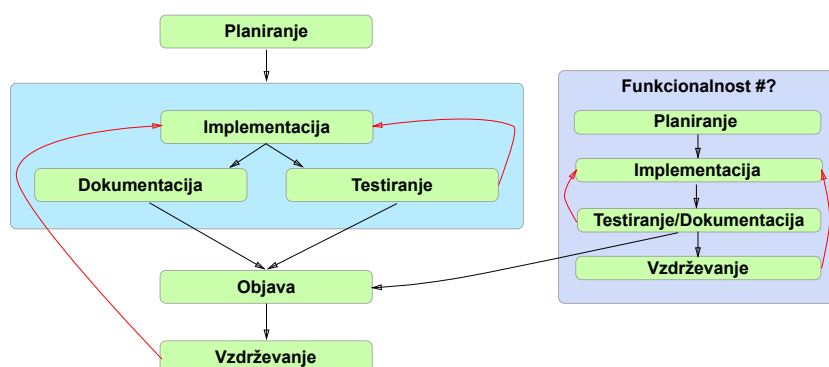 Planiranje
Implementacija
Dokumentacija
Testiranje
Objava
Vzdrževanje
Funkcionalnost #?
Planiranje
Implementacija
Testiranje/Dokumentacija
Vzdrževanje